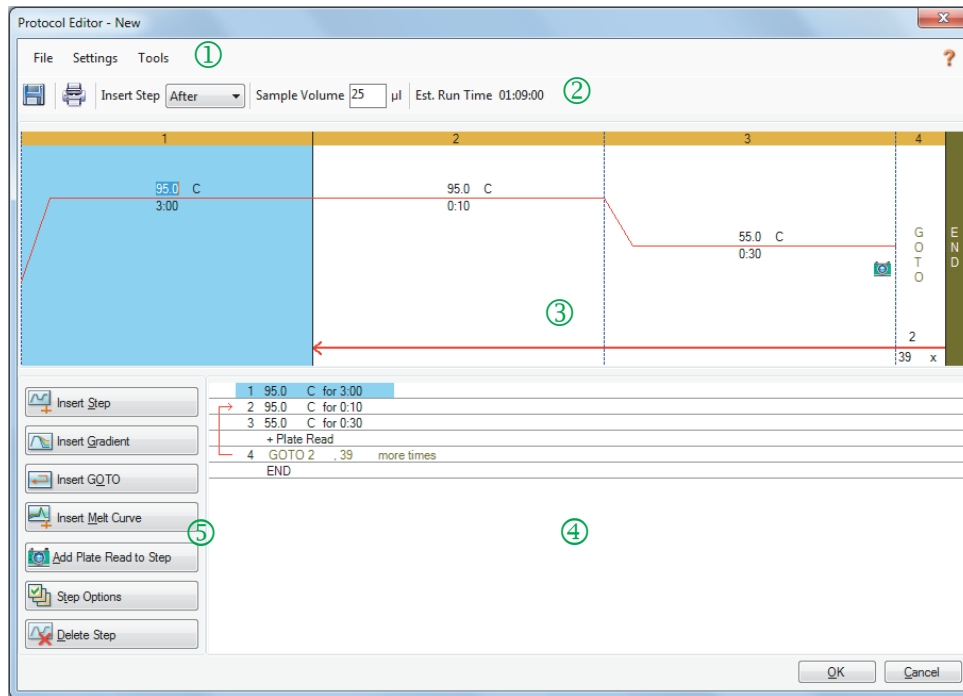 Protocol Editor - New
File Settings Tools ① ?
Insert Step After Sample Volume 25 µl Est. Run Time 01:09:00 ②
1 2 3 4
95.0 C
3:00
95.0 C
0:10
55.0 C
0:30
GOTO
END
③
2
39 x
Insert Step
Insert Gradient
Insert GOTO
Insert Melt Curve
Add Plate Read to Step
Step Options
Delete Step
⑤
1 95.0 C for 3:00
2 95.0 C for 0:10
3 55.0 C for 0:30
+ Plate Read
4 GOTO 2 , 39 more times
END
④
OK Cancel